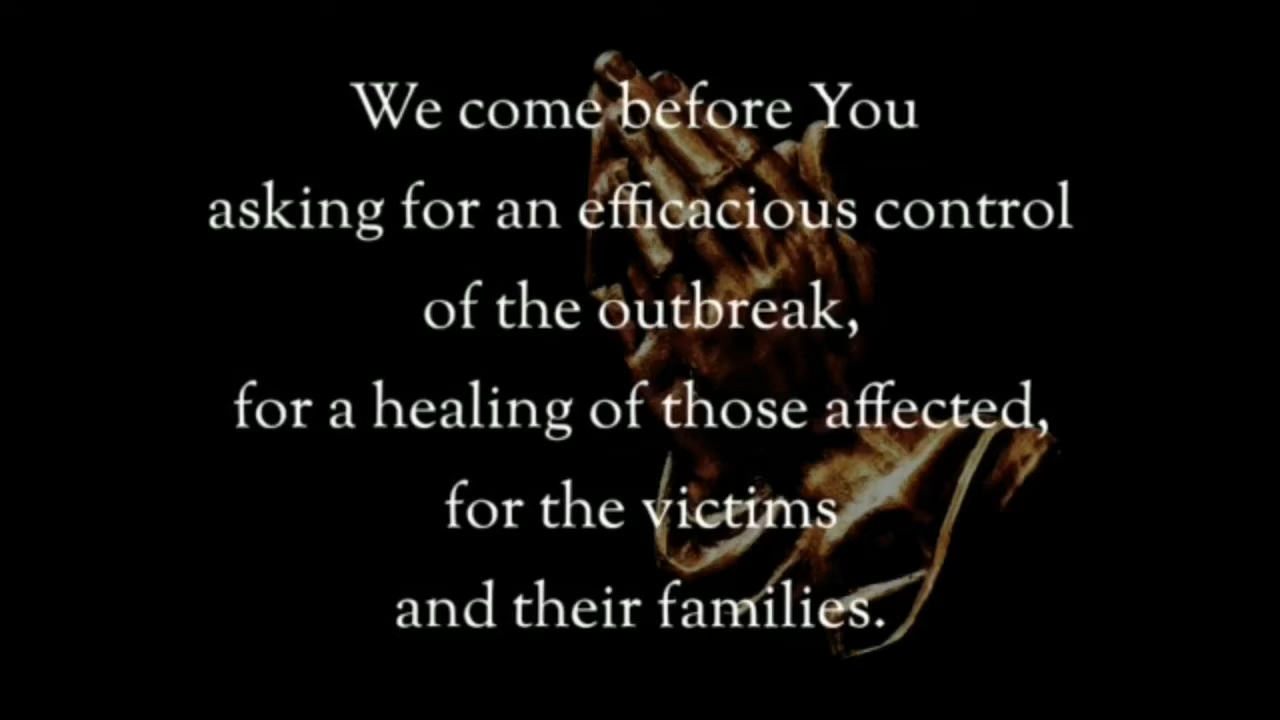 We come before You
asking for an efficacious control
of the outbreak,
for a healing of those affected,
for the victims
and their families.